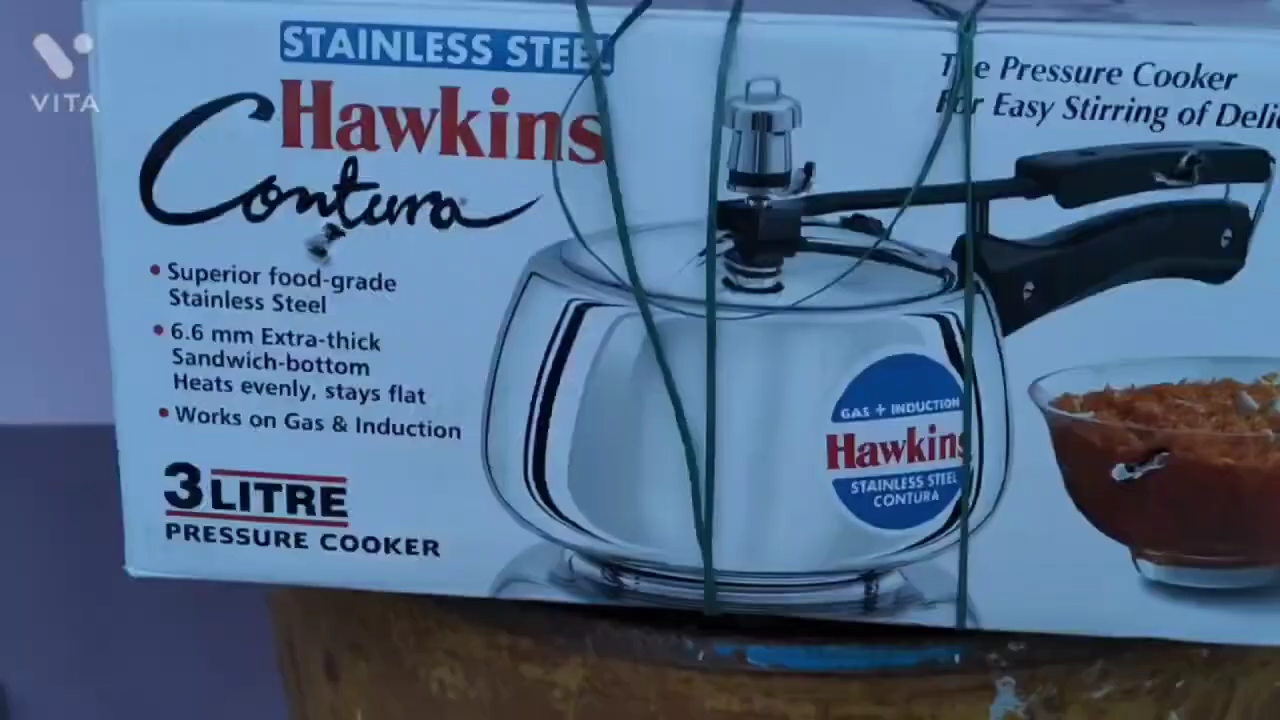 VITA
STAINLESS STEEL
Hawkins
Contura
• Superior food-grade
Stainless Steel
• 6.6 mm Extra-thick
Sandwich-bottom
Heats evenly, stays flat
• Works on Gas & Induction
3 LITRE
PRESSURE COOKER
The Pressure Cooker
For Easy Stirring of
GAS + INDUCTION
Hawkins
STAINLESS STEEL
CONTURA